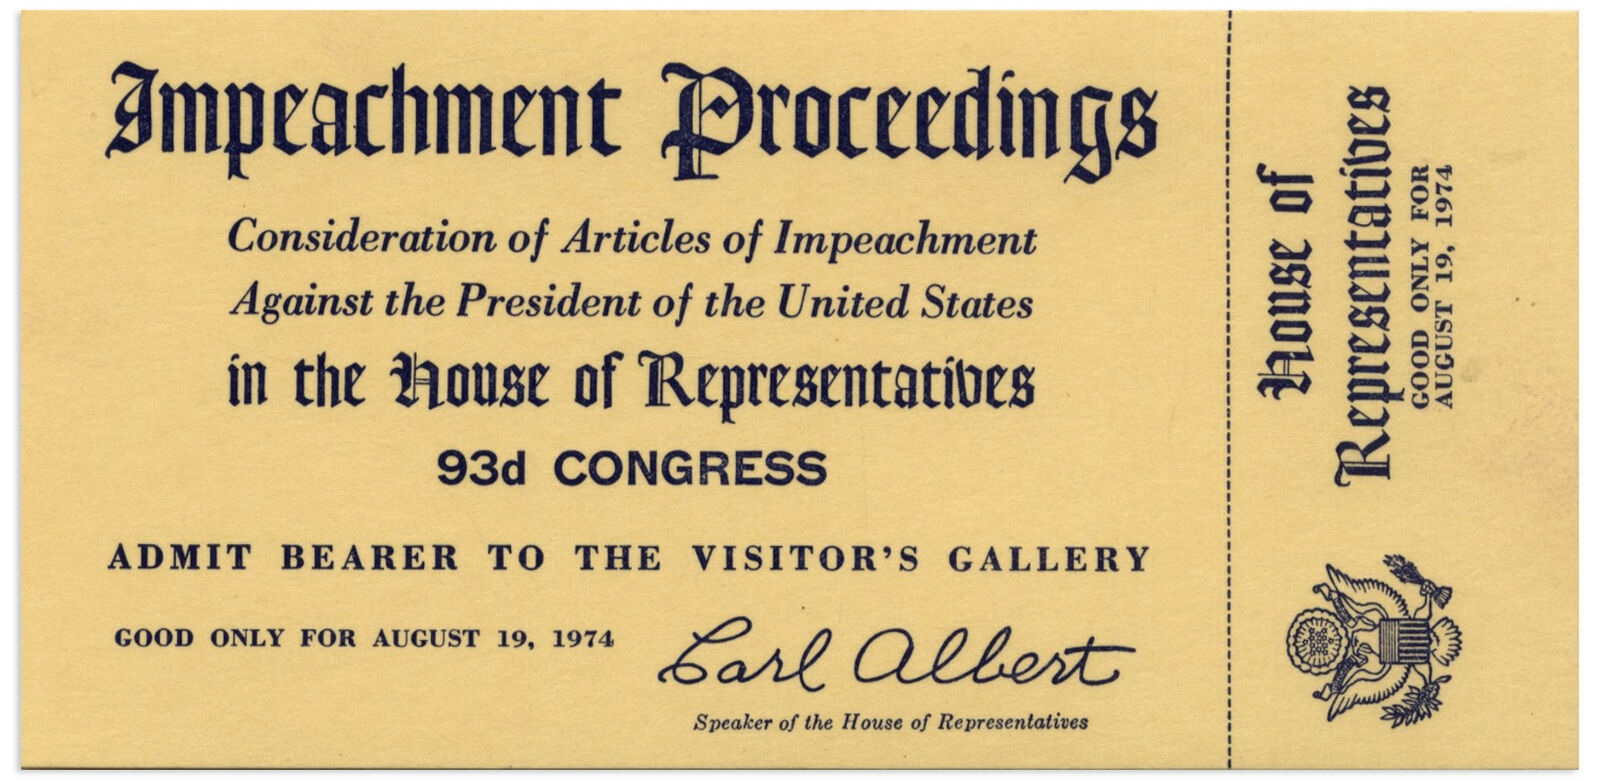 Impeachment Proceedings
Consideration of Articles of Impeachment
Against the President of the United States
in the House of Representatives
93d CONGRESS
ADMIT BEARER TO THE VISITOR'S GALLERY
GOOD ONLY FOR AUGUST 19, 1974
Carl Albert
Speaker of the House of Representatives
House of
Representatives
GOOD ONLY FOR
AUGUST 19, 1974